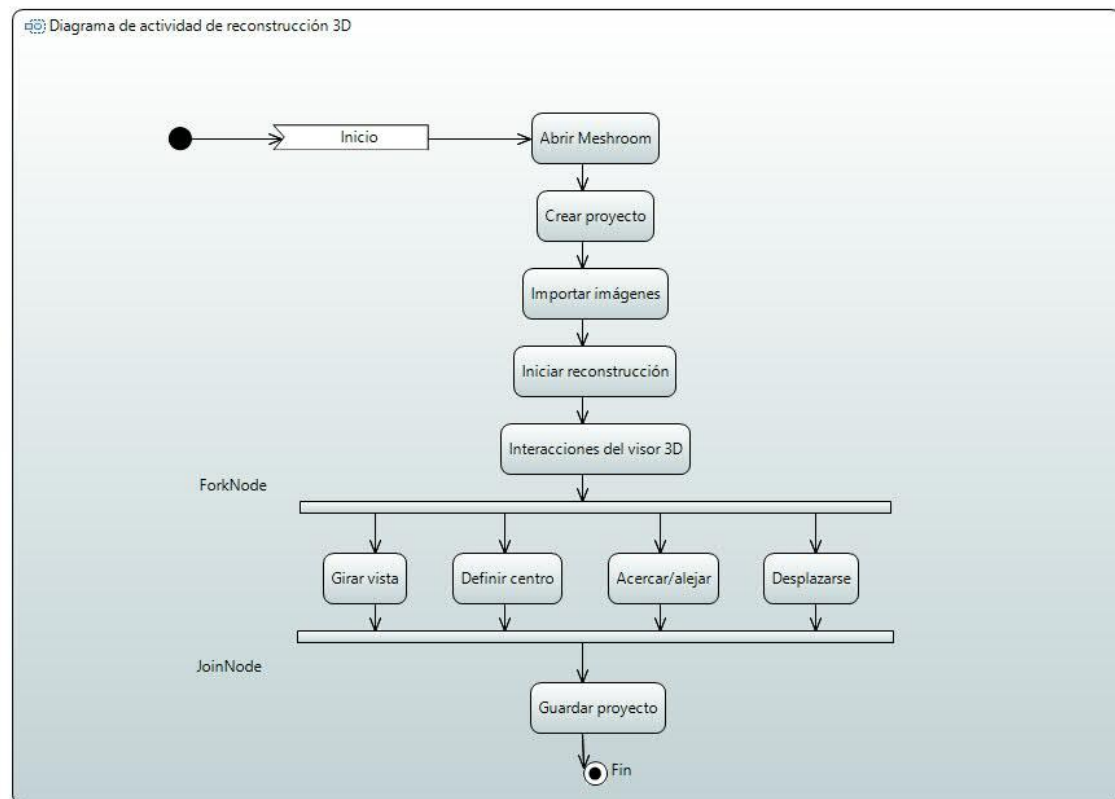 Diagrama de actividad de reconstrucción 3D
Inicio
Abrir Meshroom
Crear proyecto
Importar imágenes
Iniciar reconstrucción
Interacciones del visor 3D
ForkNode
Girar vista
Definir centro
Acercar/alejar
Desplazarse
JoinNode
Guardar proyecto
Fin